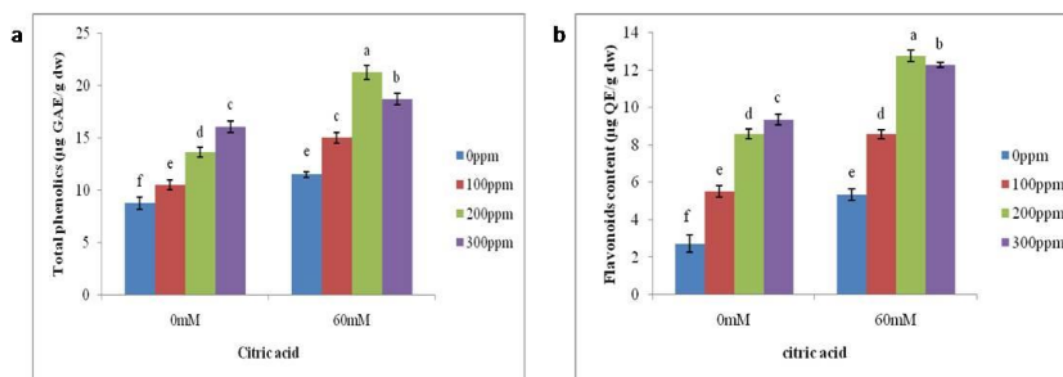 a
Total phenolics (µg GAE/g dw)
25
20
15
10
5
0
f
e
d
c
e
c
a
b
0mM
60mM
Citric acid
0ppm
100ppm
200ppm
300ppm
b
Flavonoids content (µg QE/g dw)
14
12
10
8
6
4
2
0
f
e
d
c
e
d
a
b
0mM
60mM
citric acid
0ppm
100ppm
200ppm
300ppm